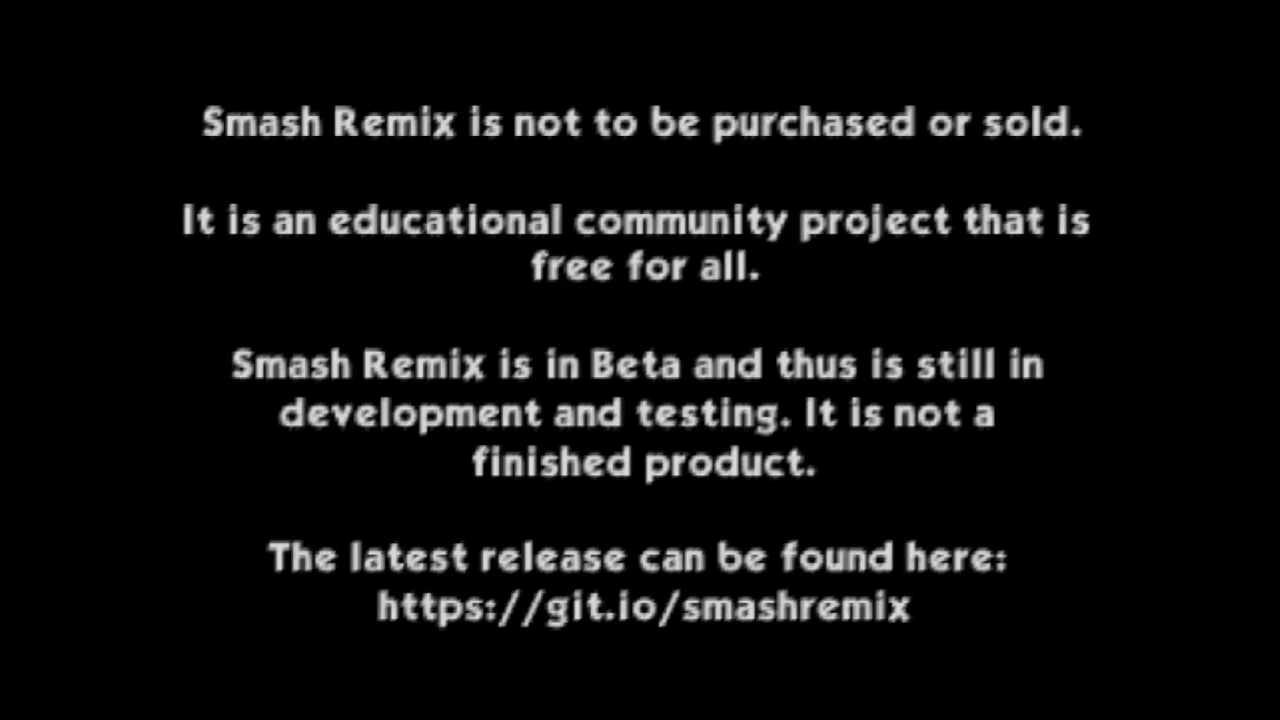 Smash Remix is not to be purchased or sold.
It is an educational community project that is
free for all.
Smash Remix is in Beta and thus is still in
development and testing. It is not a
finished product.
The latest release can be found here:
https://git.io/smashremix